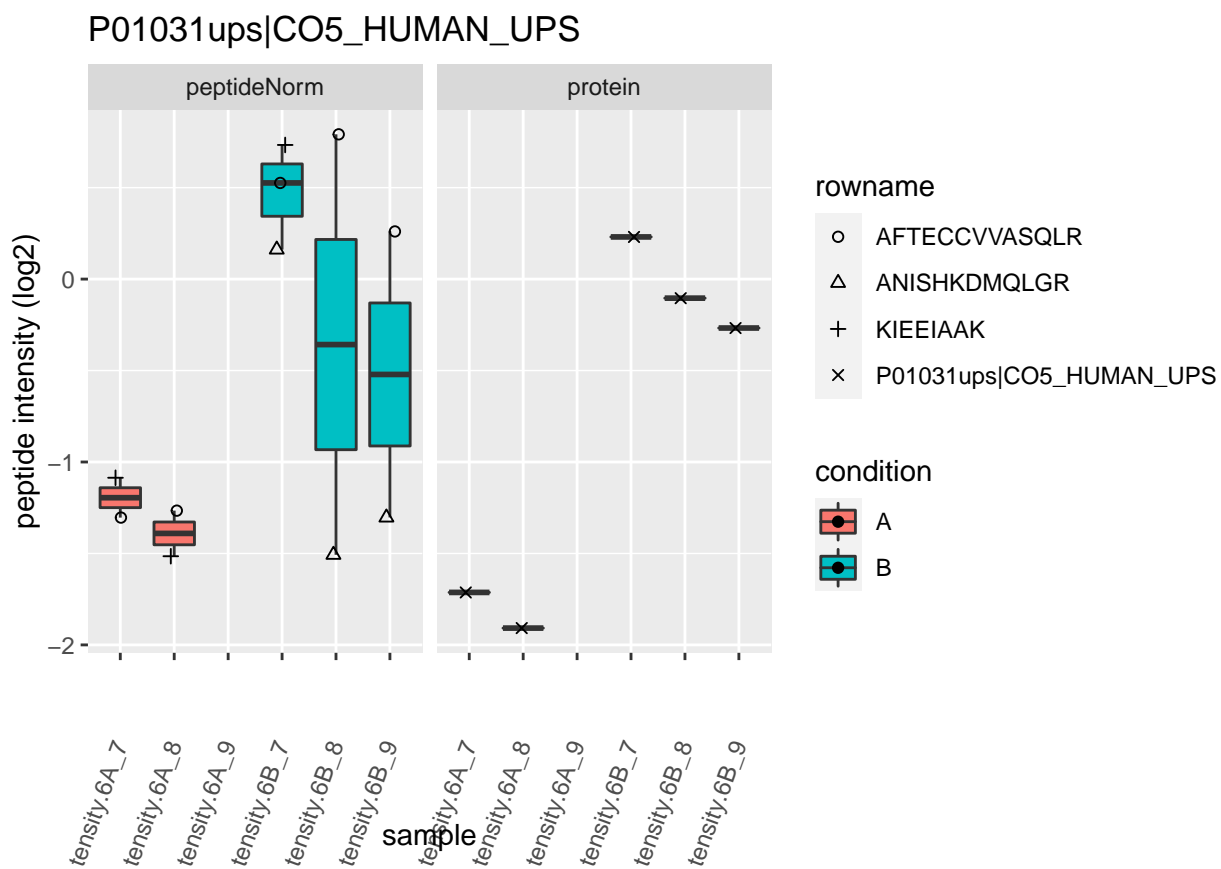 P01031ups|CO5_HUMAN_UPS
peptideNorm
protein
peptide intensity (log2)
0
−1
−2
tensity.6A_7
tensity.6A_8
tensity.6A_9
tensity.6B_7
tensity.6B_8
tensity.6B_9
tensity.6A_7
tensity.6A_8
tensity.6A_9
tensity.6B_7
tensity.6B_8
tensity.6B_9
sample
rowname
AFTECCVVASQLR
ANISHKDMQLGR
KIEEIAAK
P01031ups|CO5_HUMAN_UPS
condition
A
B